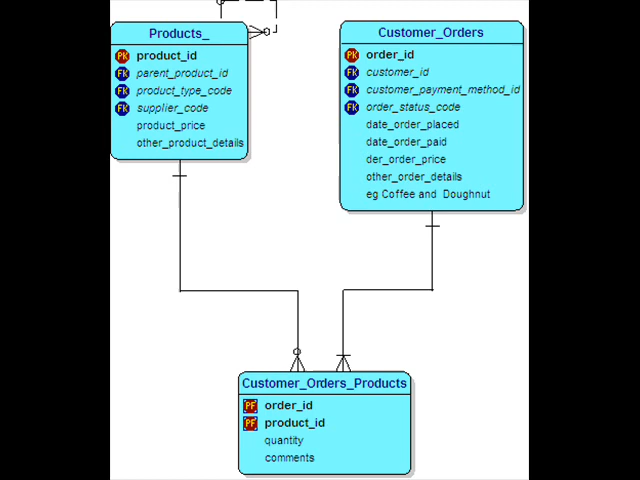 Products_
PK product_id
FK parent_product_id
FK product_type_code
FK supplier_code
product_price
other_product_details
Customer_Orders
PK order_id
FK customer_id
FK customer_payment_method_id
FK order_status_code
date_order_placed
date_order_paid
der_order_price
other_order_details
eg Coffee and Doughnut
Customer_Orders_Products
PF order_id
PF product_id
quantity
comments